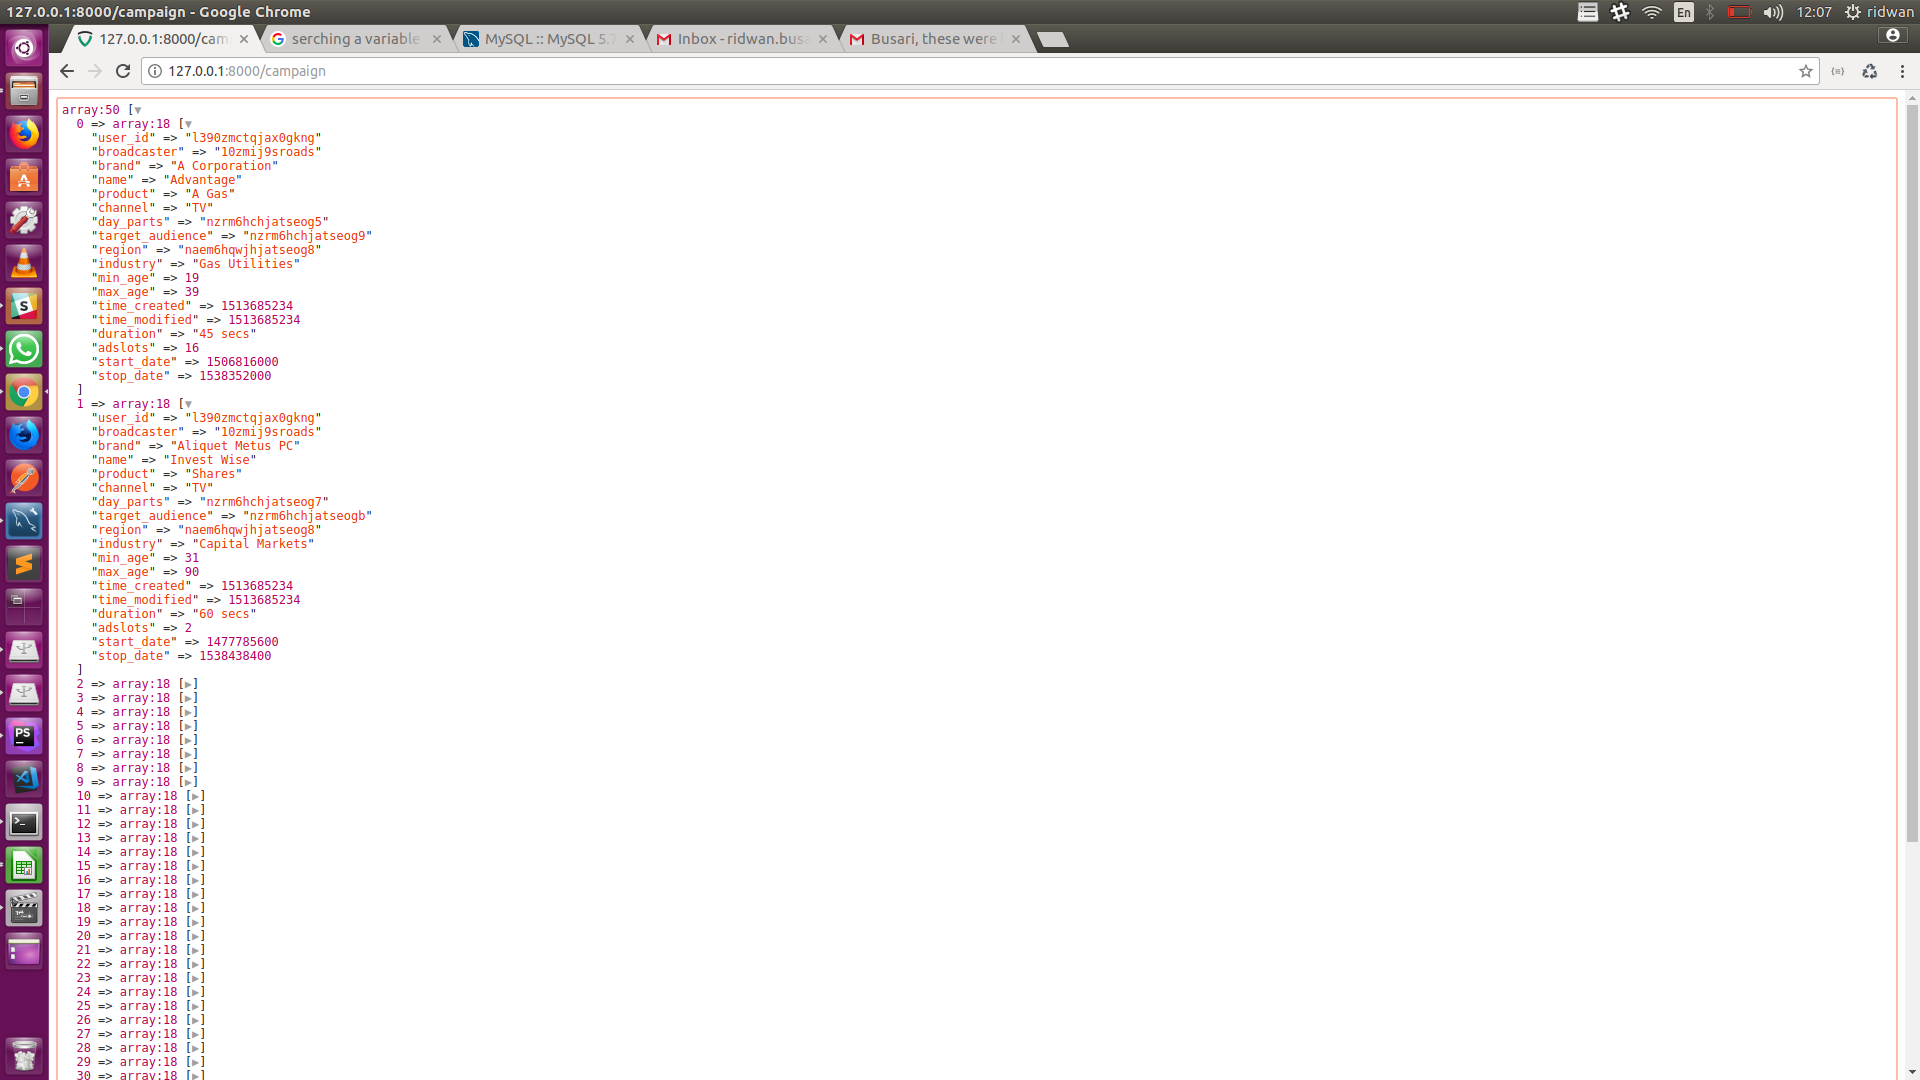 127.0.0.1:8000/campaign - Google Chrome
En
12:07
ridwan
127.0.0.1:8000/cam
serching a variable
MySQL :: MySQL 5.7
Inbox - ridwan.busa
Busari, these were
127.0.0.1:8000/campaign
array:50 [▼
0 => array:18 [▼
"user_id" => "l390zmctqjax0gkng"
"broadcaster" => "10zmij9sroads"
"brand" => "A Corporation"
"name" => "Advantage"
"product" => "A Gas"
"channel" => "TV"
"day_parts" => "nzrm6hchjatseog5"
"target_audience" => "nzrm6hchjatseog9"
"region" => "naem6hqwjhjatseog8"
"industry" => "Gas Utilities"
"min_age" => 19
"max_age" => 39
"time_created" => 1513685234
"time_modified" => 1513685234
"duration" => "45 secs"
"adslots" => 16
"start_date" => 1506816000
"stop_date" => 1538352000
]
1 => array:18 [▼
"user_id" => "l390zmctqjax0gkng"
"broadcaster" => "10zmij9sroads"
"brand" => "Aliquet Metus PC"
"name" => "Invest Wise"
"product" => "Shares"
"channel" => "TV"
"day_parts" => "nzrm6hchjatseog7"
"target_audience" => "nzrm6hchjatseogb"
"region" => "naem6hqwjhjatseog8"
"industry" => "Capital Markets"
"min_age" => 31
"max_age" => 90
"time_created" => 1513685234
"time_modified" => 1513685234
"duration" => "60 secs"
"adslots" => 2
"start_date" => 1477785600
"stop_date" => 1538438400
]
2 => array:18 [▶]
3 => array:18 [▶]
4 => array:18 [▶]
5 => array:18 [▶]
6 => array:18 [▶]
7 => array:18 [▶]
8 => array:18 [▶]
9 => array:18 [▶]
10 => array:18 [▶]
11 => array:18 [▶]
12 => array:18 [▶]
13 => array:18 [▶]
14 => array:18 [▶]
15 => array:18 [▶]
16 => array:18 [▶]
17 => array:18 [▶]
18 => array:18 [▶]
19 => array:18 [▶]
20 => array:18 [▶]
21 => array:18 [▶]
22 => array:18 [▶]
23 => array:18 [▶]
24 => array:18 [▶]
25 => array:18 [▶]
26 => array:18 [▶]
27 => array:18 [▶]
28 => array:18 [▶]
29 => array:18 [▶]
30 => array:18 [▶]